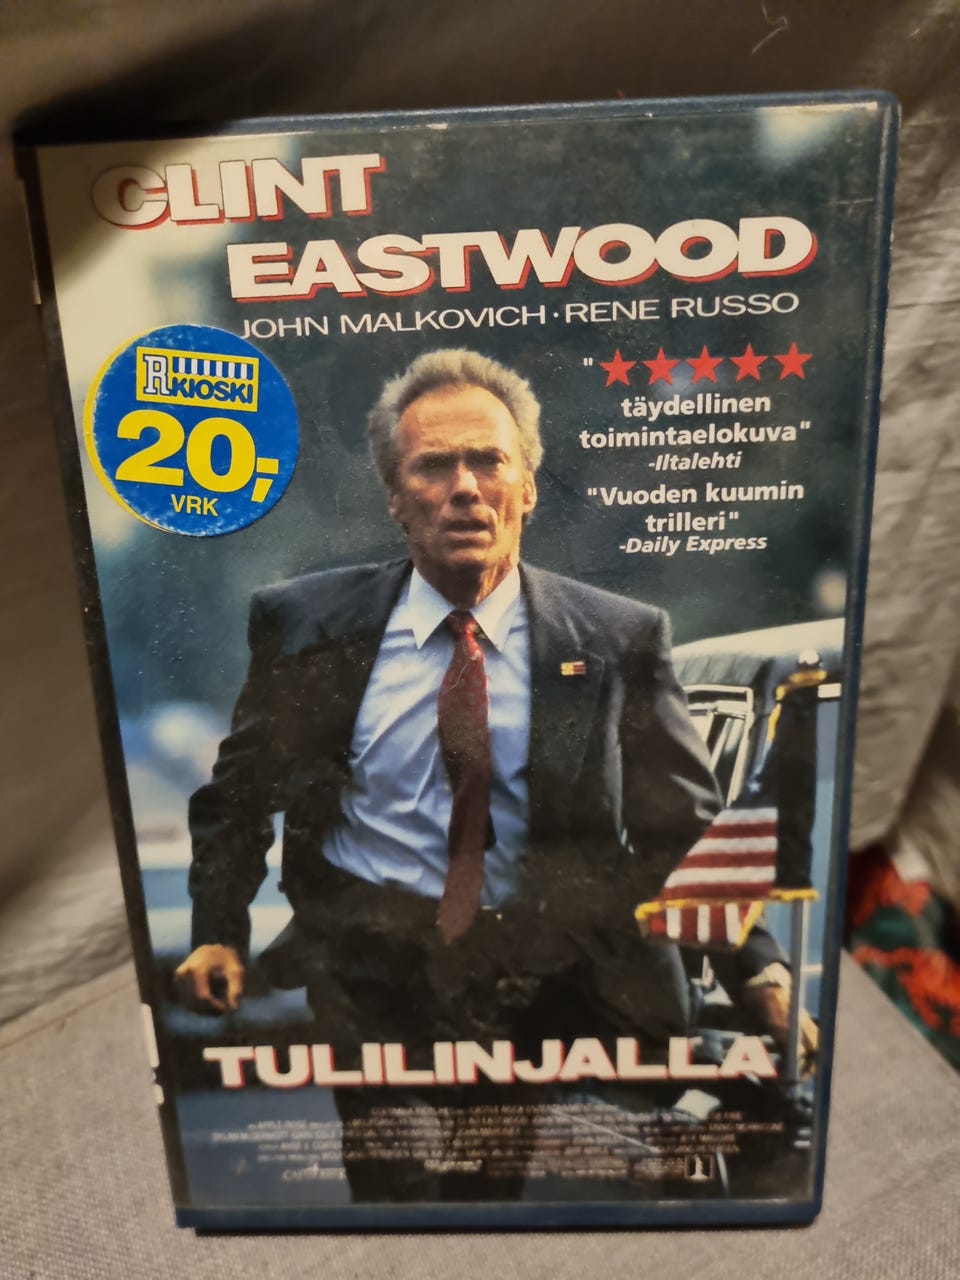 CLINT
EASTWOOD
JOHN MALKOVICH · RENE RUSSO
R KIOSKI
20,-
VRK
"★★★★★
täydellinen
toimintaelokuva"
-Iltalehti
"Vuoden kuumin
trilleri"
-Daily Express
TULILINJALLA